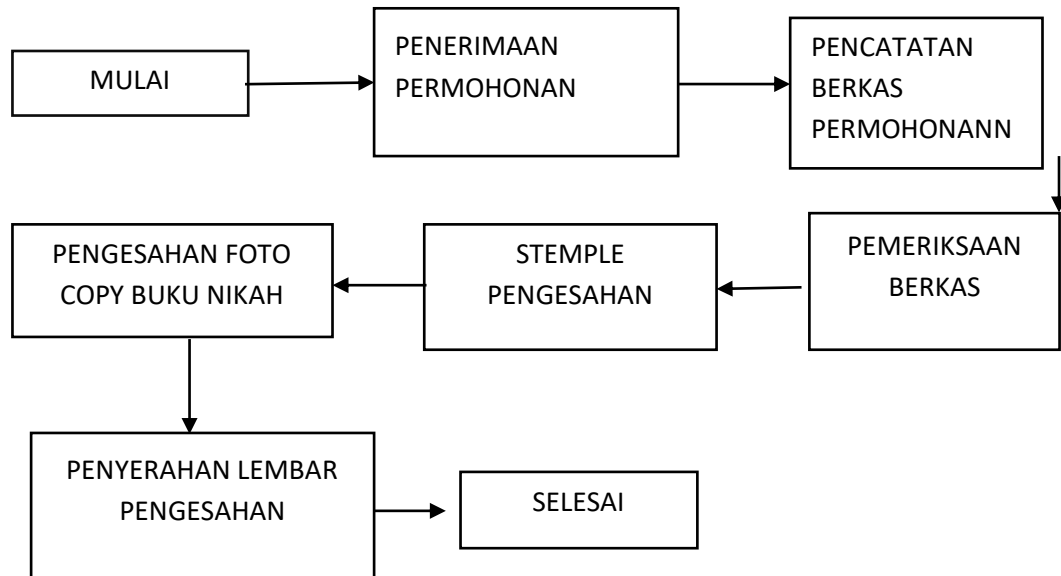 MULAI
PENERIMAAN
PERMOHONAN
PENCATATAN
BERKAS
PERMOHONANN
PEMERIKSAAN
BERKAS
STEMPLE
PENGESAHAN
PENGESAHAN FOTO
COPY BUKU NIKAH
PENYERAHAN LEMBAR
PENGESAHAN
SELESAI